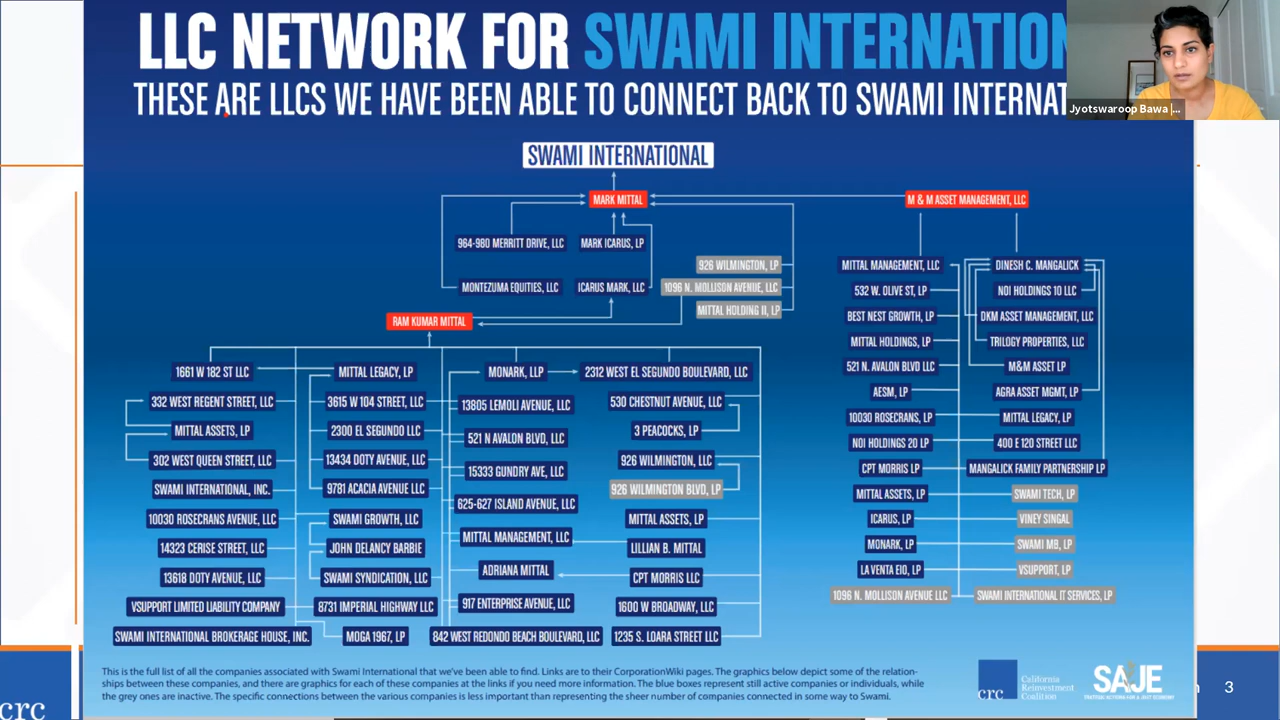 LLC NETWORK FOR SWAMI INTERNATION
THESE ARE LLCS WE HAVE BEEN ABLE TO CONNECT BACK TO SWAMI INTERNAT
Jyotswaroop Bawa |...
SWAMI INTERNATIONAL
MARK MITTAL
M & M ASSET MANAGEMENT, LLC
964-980 MERRITT DRIVE, LLC
MARK ICARUS, LP
MONTEZUMA EQUITIES, LLC
ICARUS MARK, LLC
926 WILMINGTON, LP
1096 N. MOLLISON AVENUE, LLC
MITTAL HOLDING II, LP
RAM KUMAR MITTAL
1661 W 182 ST LLC
332 WEST REGENT STREET, LLC
MITTAL ASSETS, LP
302 WEST QUEEN STREET, LLC
SWAMI INTERNATIONAL, INC.
10030 ROSECRANS AVENUE, LLC
14323 CERISE STREET, LLC
13618 DOTY AVENUE, LLC
VSUPPORT LIMITED LIABILITY COMPANY
SWAMI INTERNATIONAL BROKERAGE HOUSE, INC.
MITTAL LEGACY, LP
3615 W 104 STREET, LLC
2300 EL SEGUNDO LLC
13434 DOTY AVENUE, LLC
9781 ACACIA AVENUE LLC
SWAMI GROWTH, LLC
JOHN DELANCY BARBIE
SWAMI SYNDICATION, LLC
8731 IMPERIAL HIGHWAY LLC
MOGA 1967, LP
MONARK, LLP
13805 LEMOLI AVENUE, LLC
521 N AVALON BLVD, LLC
15333 GUNDRY AVE, LLC
625-627 ISLAND AVENUE, LLC
MITTAL MANAGEMENT, LLC
ADRIANA MITTAL
917 ENTERPRISE AVENUE, LLC
842 WEST REDONDO BEACH BOULEVARD, LLC
2312 WEST EL SEGUNDO BOULEVARD, LLC
530 CHESTNUT AVENUE, LLC
3 PEACOCKS, LP
926 WILMINGTON, LLC
926 WILMINGTON BLVD, LP
MITTAL ASSETS, LP
LILLIAN B. MITTAL
CPT MORRIS LLC
1600 W BROADWAY, LLC
1235 S. LOARA STREET LLC
MITTAL MANAGEMENT, LLC
532 W. OLIVE ST, LP
BEST NEST GROWTH, LP
MITTAL HOLDINGS, LP
521 N. AVALON BLVD LLC
AESM, LP
10030 ROSECRANS, LP
NOI HOLDINGS 20 LP
CPT MORRIS LP
MITTAL ASSETS, LP
ICARUS, LP
MONARK, LP
LA VENTA EIO, LP
1096 N. MOLLISON AVENUE LLC
DINESH C. MANGALICK
NOI HOLDINGS 10 LLC
DKM ASSET MANAGEMENT, LLC
TRILOGY PROPERTIES, LLC
M&M ASSET LP
AGRA ASSET MGMT, LP
MITTAL LEGACY, LP
400 E 120 STREET LLC
MANGALICK FAMILY PARTNERSHIP LP
SWAMI TECH, LP
VINEY SINGAL
SWAMI MB, LP
VSUPPORT, LP
SWAMI INTERNATIONAL IT SERVICES, LP
This is the full list of all the companies associated with Swami International that we've been able to find. Links are to their CorporationWiki pages. The graphics below depict some of the relation-
ships between these companies, and there are graphics for each of these companies at the links if you need more information. The blue boxes represent still active companies or individuals, while
the grey ones are inactive. The specific connections between the various companies is less important than representing the sheer number of companies connected in some way to Swami.
crc
California
Reinvestment
Coalition
SAJE
STRATEGIC ACTIONS FOR A JUST ECONOMY
n
3
crc